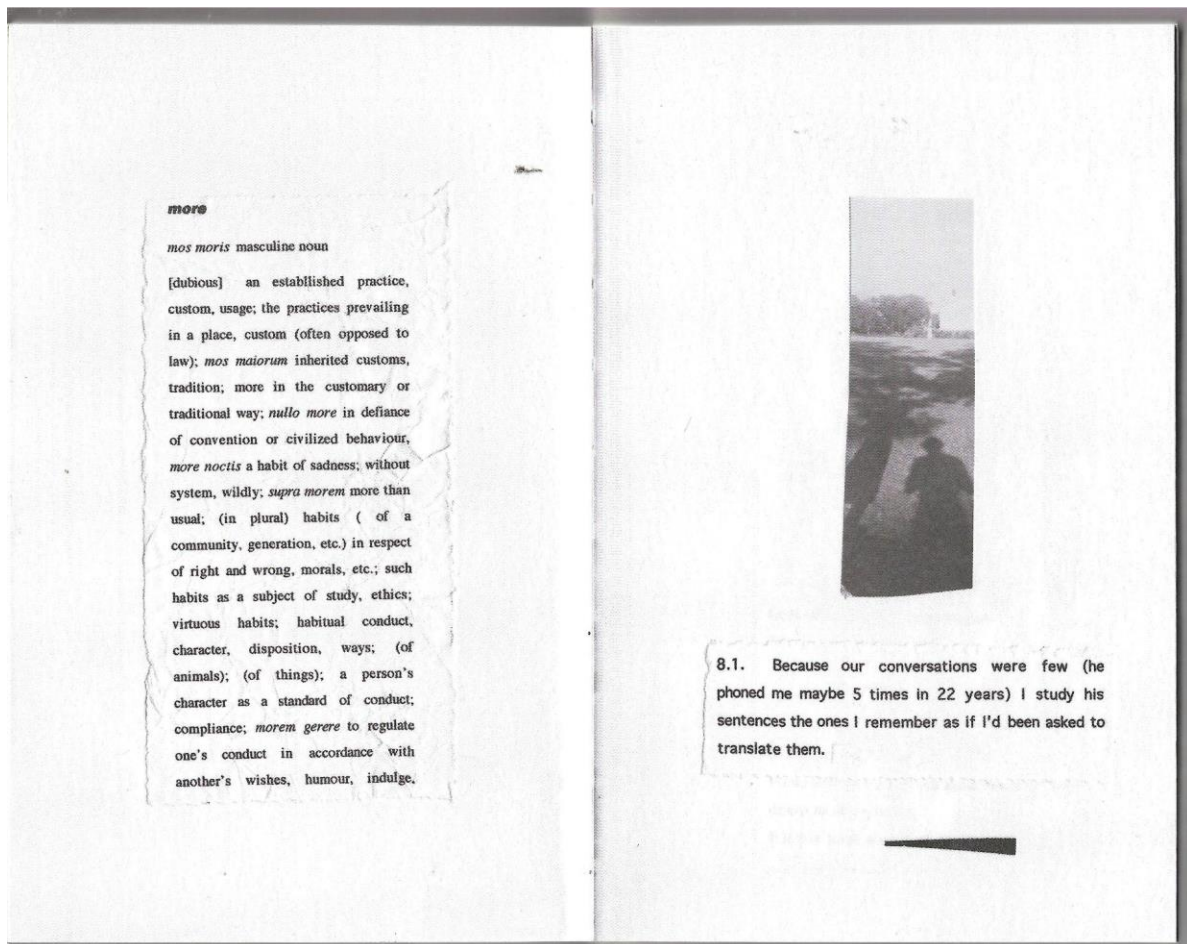 more
mos moris masculine noun
[dubious] an established practice,
custom, usage; the practices prevailing
in a place, custom (often opposed to
law); mos maiorum inherited customs,
tradition; more in the customary or
traditional way; nullo more in defiance
of convention or civilized behaviour,
more noctis a habit of sadness; without
system, wildly; supra morem more than
usual; (in plural) habits ( of a
community, generation, etc.) in respect
of right and wrong, morals, etc.; such
habits as a subject of study, ethics;
virtuous habits; habitual conduct,
character, disposition, ways; (of
animals); (of things); a person's
character as a standard of conduct;
compliance; morem gerere to regulate
one's conduct in accordance with
another's wishes, humour, indulge.
8.1. Because our conversations were few (he
phoned me maybe 5 times in 22 years) I study his
sentences the ones I remember as if I'd been asked to
translate them.